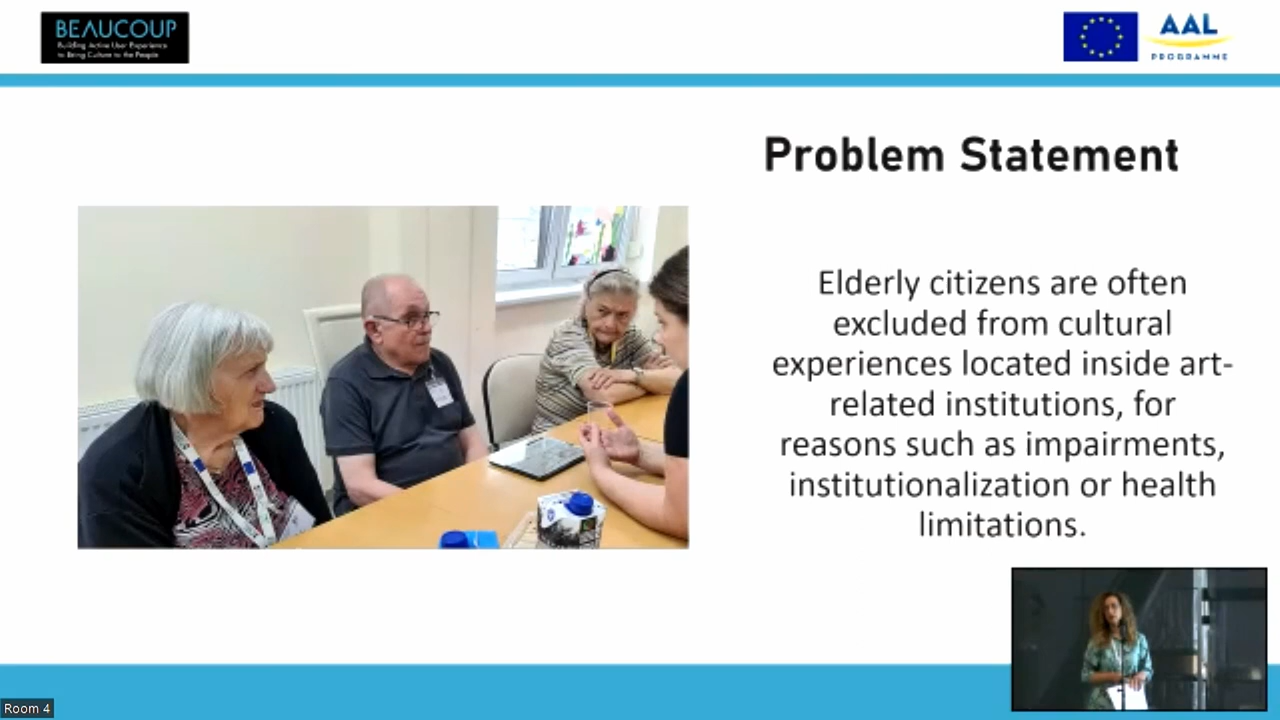 BEAUCOUP
Building Active User Experience
to Bring Culture to the People
AAL
PROGRAMME
Problem Statement
Elderly citizens are often
excluded from cultural
experiences located inside art-
related institutions, for
reasons such as impairments,
institutionalization or health
limitations.
Room 4